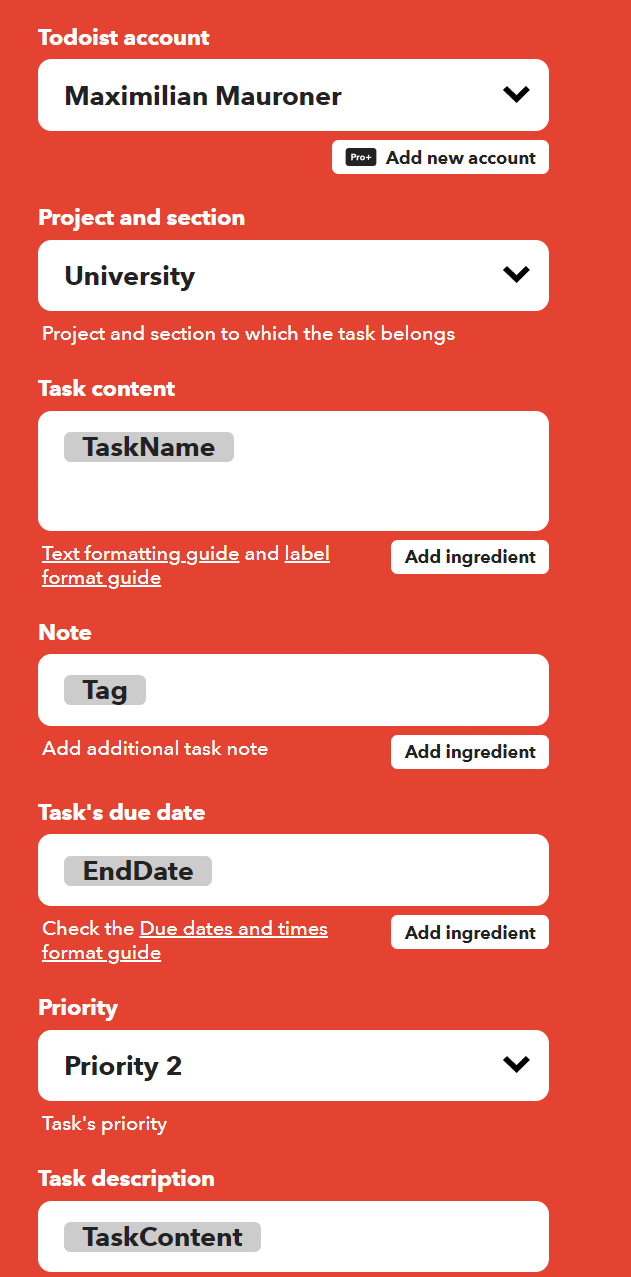 Todoist account
Maximilian Mauroner
Pro+ Add new account
Project and section
University
Project and section to which the task belongs
Task content
TaskName
Text formatting guide and label
format guide
Add ingredient
Note
Tag
Add additional task note
Add ingredient
Task's due date
EndDate
Check the Due dates and times
format guide
Add ingredient
Priority
Priority 2
Task's priority
Task description
TaskContent